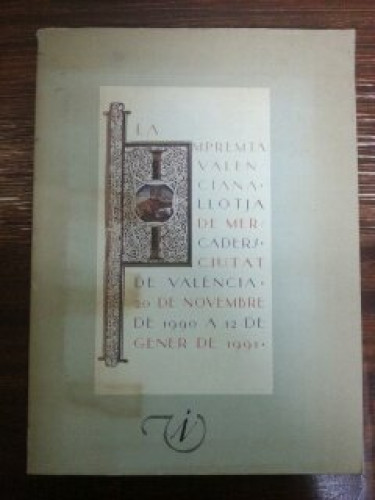 LA
IMPREMTA
VALEN-
CIANA·
LLOTJA
DE MER-
CADERS·
CIUTAT
DE VALÈNCIA·
20 DE NOVEMBRE
DE 1990 A 12 DE
GENER DE 1991·